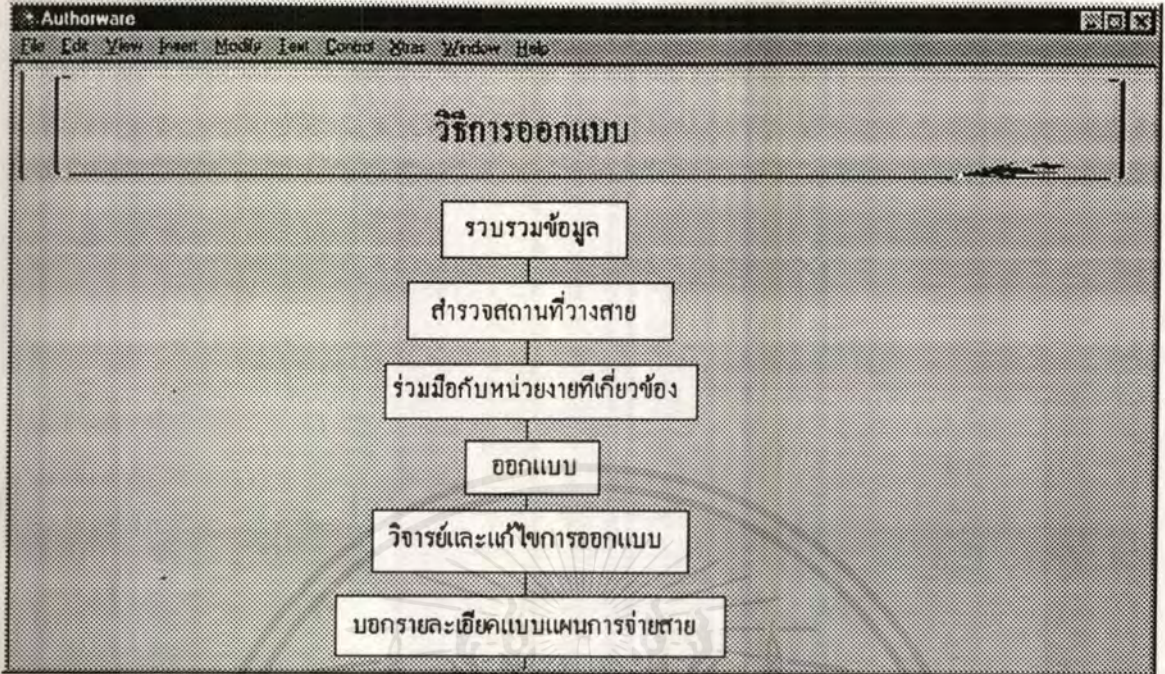 Authorware
File Edit View Insert Modify Text Control Xtras Window Help
วิธีการออกแบบ
รวบรวมข้อมูล
สำรวจสถานที่วางสาย
ร่วมมือกับหน่วยงายทีเกี่ยวข้อง
ออกแบบ
วิจารย์และแก้ไขการออกแบบ
บอกรายละเอียดแบบแผนการจ่ายสาย